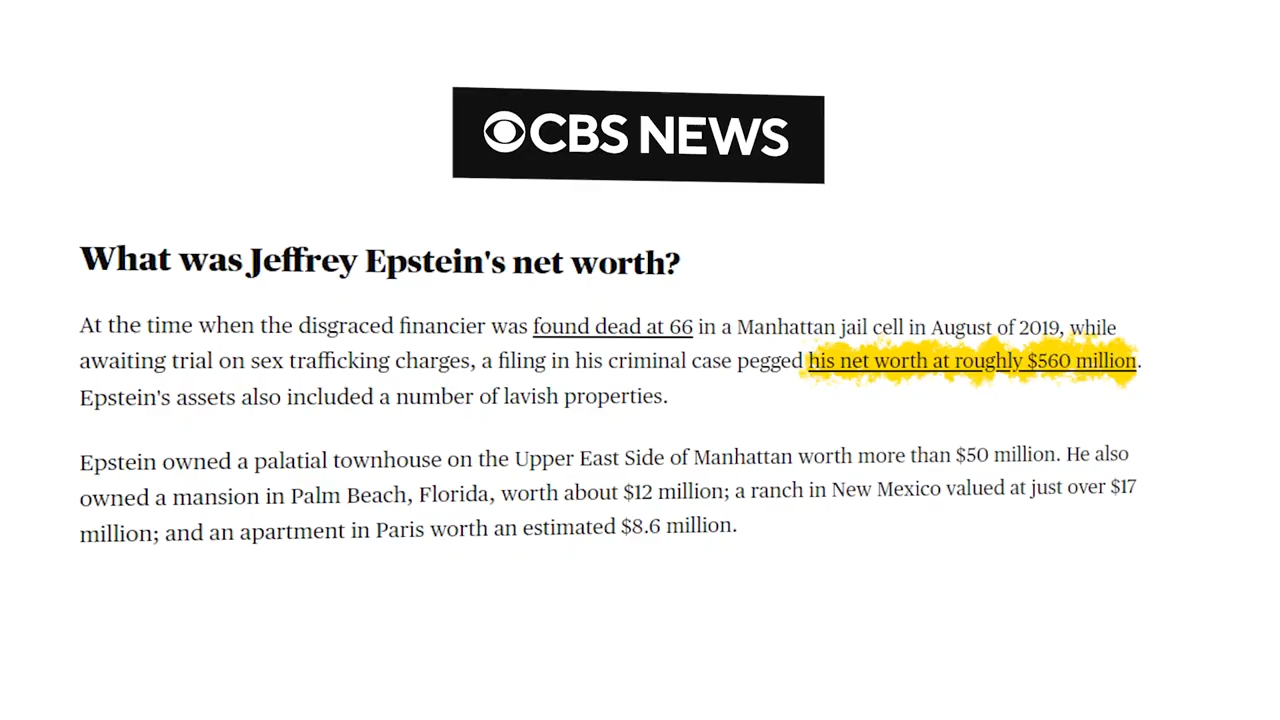 CBS NEWS
What was Jeffrey Epstein's net worth?
At the time when the disgraced financier was found dead at 66 in a Manhattan jail cell in August of 2019, while
awaiting trial on sex trafficking charges, a filing in his criminal case pegged his net worth at roughly $560 million.
Epstein's assets also included a number of lavish properties.
Epstein owned a palatial townhouse on the Upper East Side of Manhattan worth more than $50 million. He also
owned a mansion in Palm Beach, Florida, worth about $12 million; a ranch in New Mexico valued at just over $17
million; and an apartment in Paris worth an estimated $8.6 million.